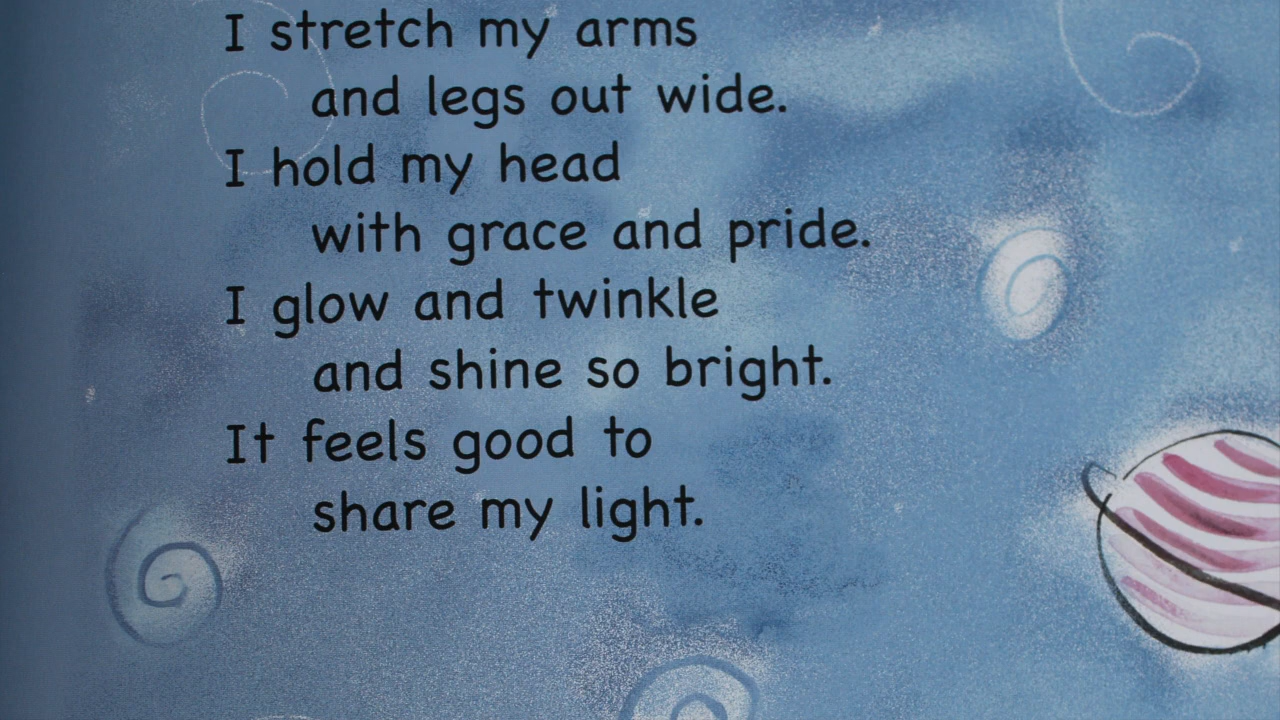 I stretch my arms
and legs out wide.
I hold my head
with grace and pride.
I glow and twinkle
and shine so bright.
It feels good to
share my light.